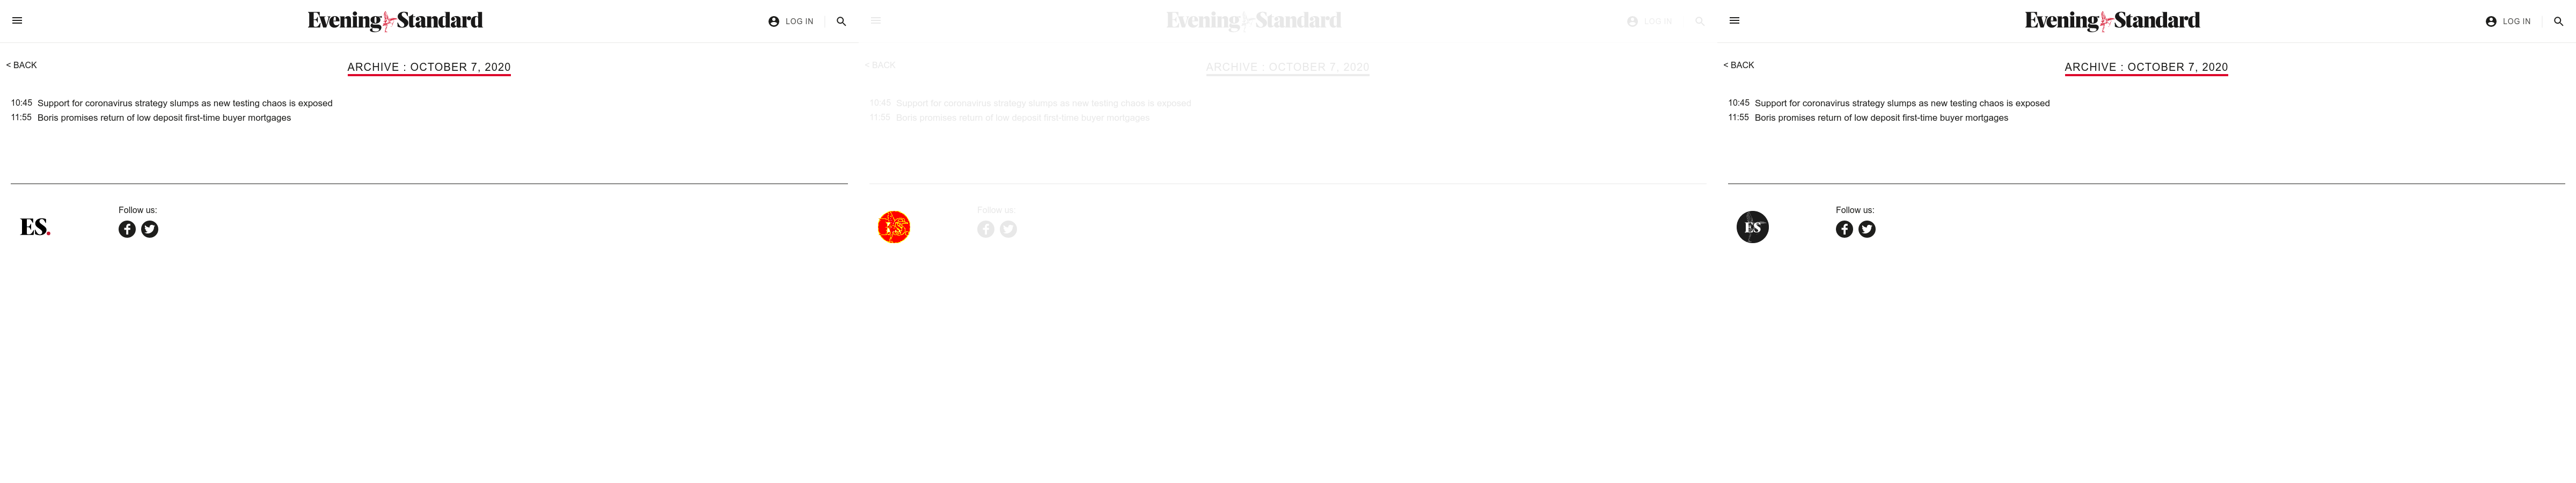 Evening Standard
LOG IN
< BACK
ARCHIVE : OCTOBER 7, 2020
10:45 Support for coronavirus strategy slumps as new testing chaos is exposed
11:55 Boris promises return of low deposit first-time buyer mortgages
ES.
Follow us:
Evening Standard
LOG IN
< BACK
ARCHIVE : OCTOBER 7, 2020
10:45 Support for coronavirus strategy slumps as new testing chaos is exposed
11:55 Boris promises return of low deposit first-time buyer mortgages
ES
Follow us:
Evening Standard
LOG IN
< BACK
ARCHIVE : OCTOBER 7, 2020
10:45 Support for coronavirus strategy slumps as new testing chaos is exposed
11:55 Boris promises return of low deposit first-time buyer mortgages
ES
Follow us: